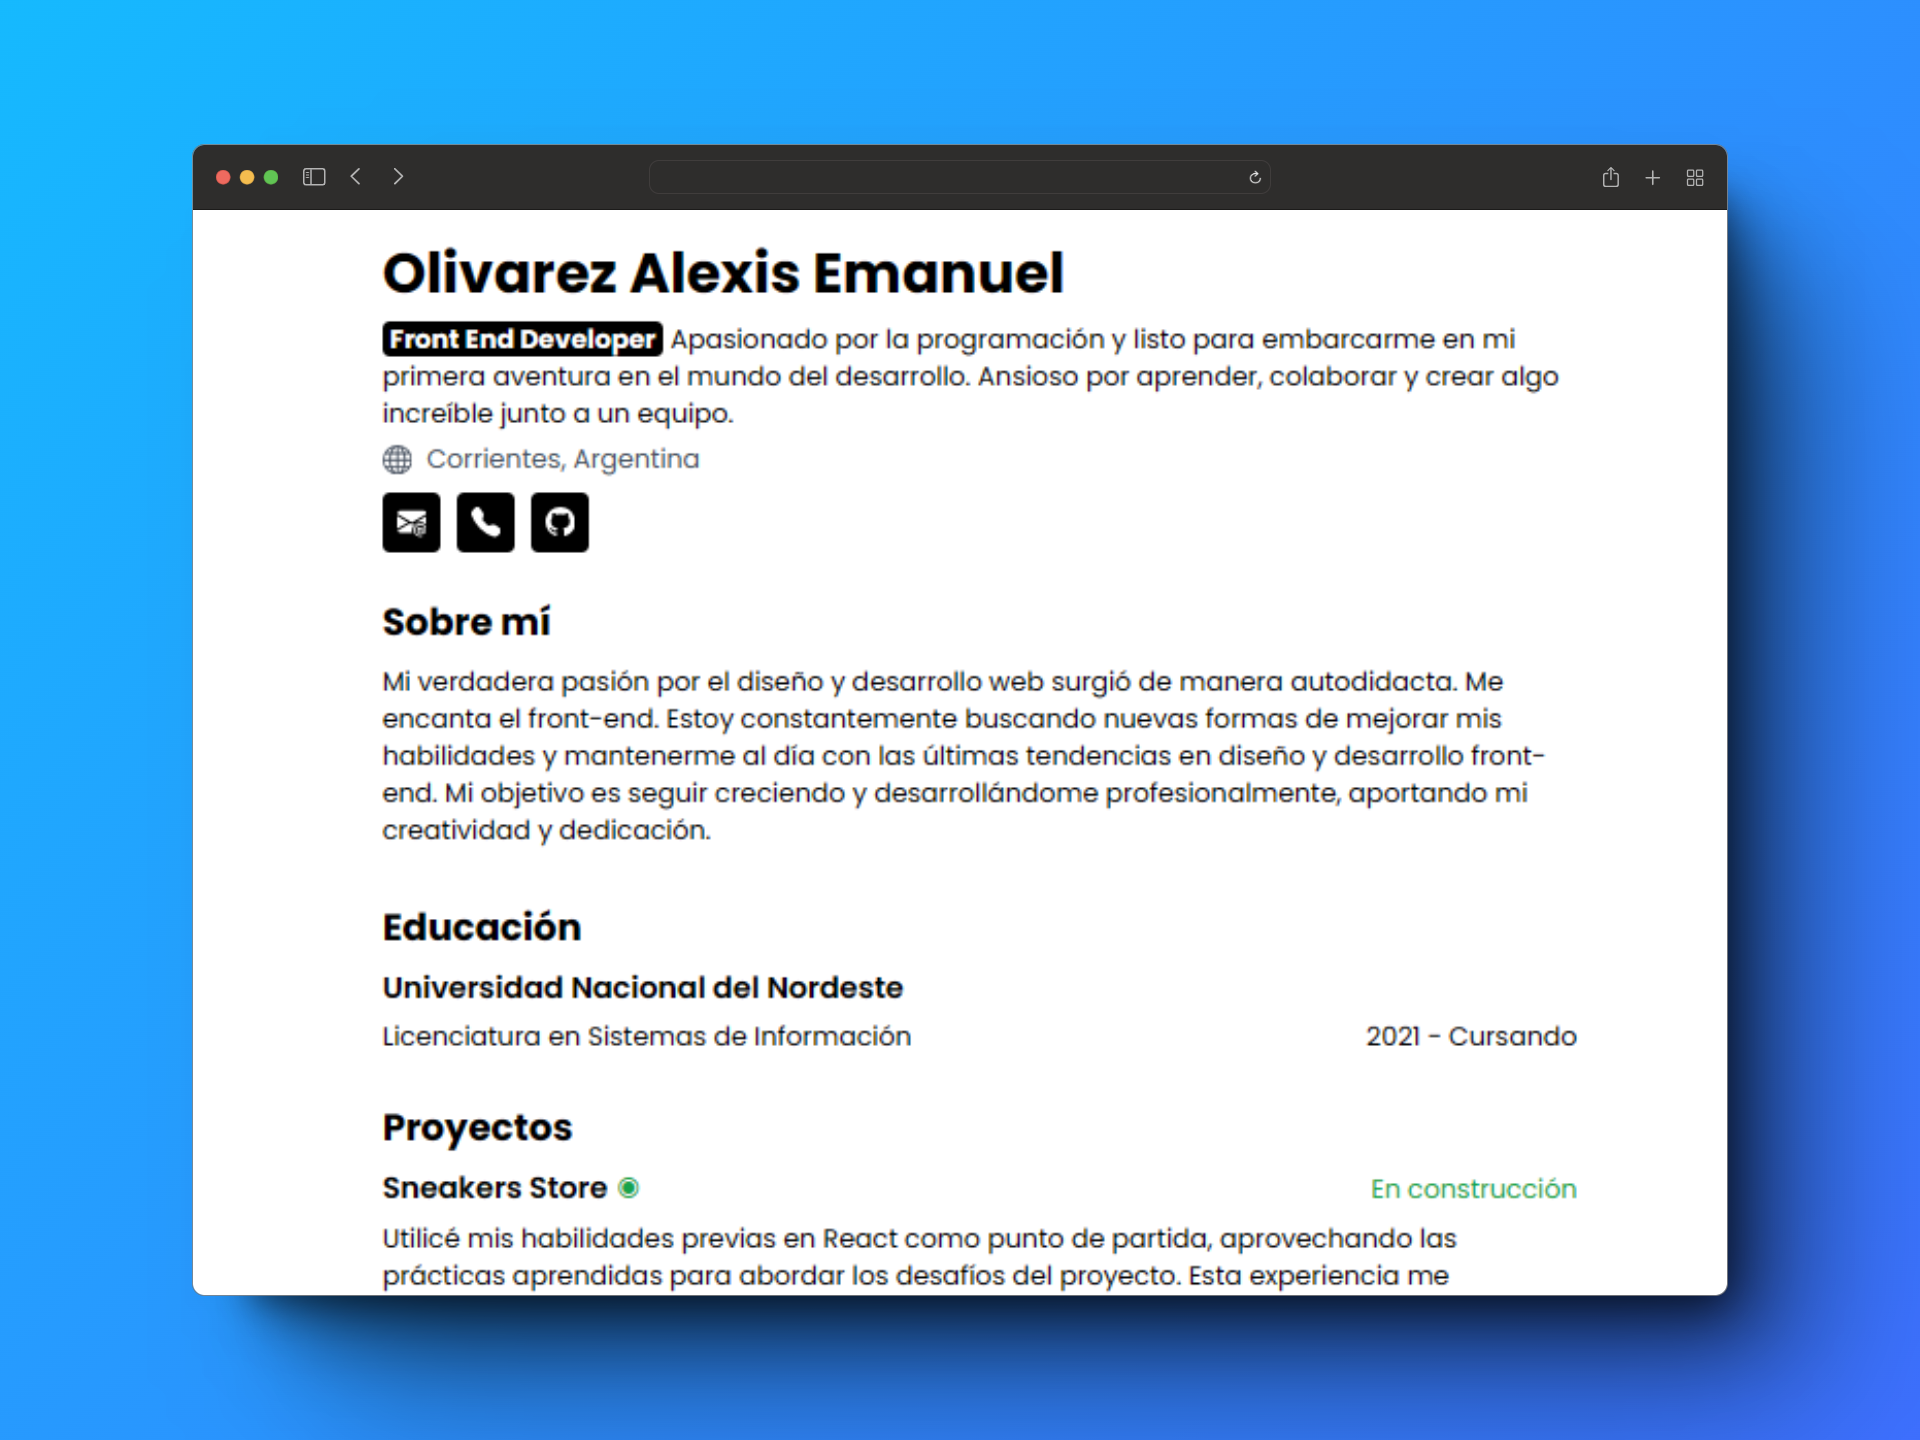 Olivarez Alexis Emanuel
Front End Developer Apasionado por la programación y listo para embarcarme en mi
primera aventura en el mundo del desarrollo. Ansioso por aprender, colaborar y crear algo
increíble junto a un equipo.
Corrientes, Argentina
Sobre mí
Mi verdadera pasión por el diseño y desarrollo web surgió de manera autodidacta. Me
encanta el front-end. Estoy constantemente buscando nuevas formas de mejorar mis
habilidades y mantenerme al día con las últimas tendencias en diseño y desarrollo front-
end. Mi objetivo es seguir creciendo y desarrollándome profesionalmente, aportando mi
creatividad y dedicación.
Educación
Universidad Nacional del Nordeste
Licenciatura en Sistemas de Información 2021 - Cursando
Proyectos
Sneakers Store En construcción
Utilicé mis habilidades previas en React como punto de partida, aprovechando las
prácticas aprendidas para abordar los desafíos del proyecto. Esta experiencia me